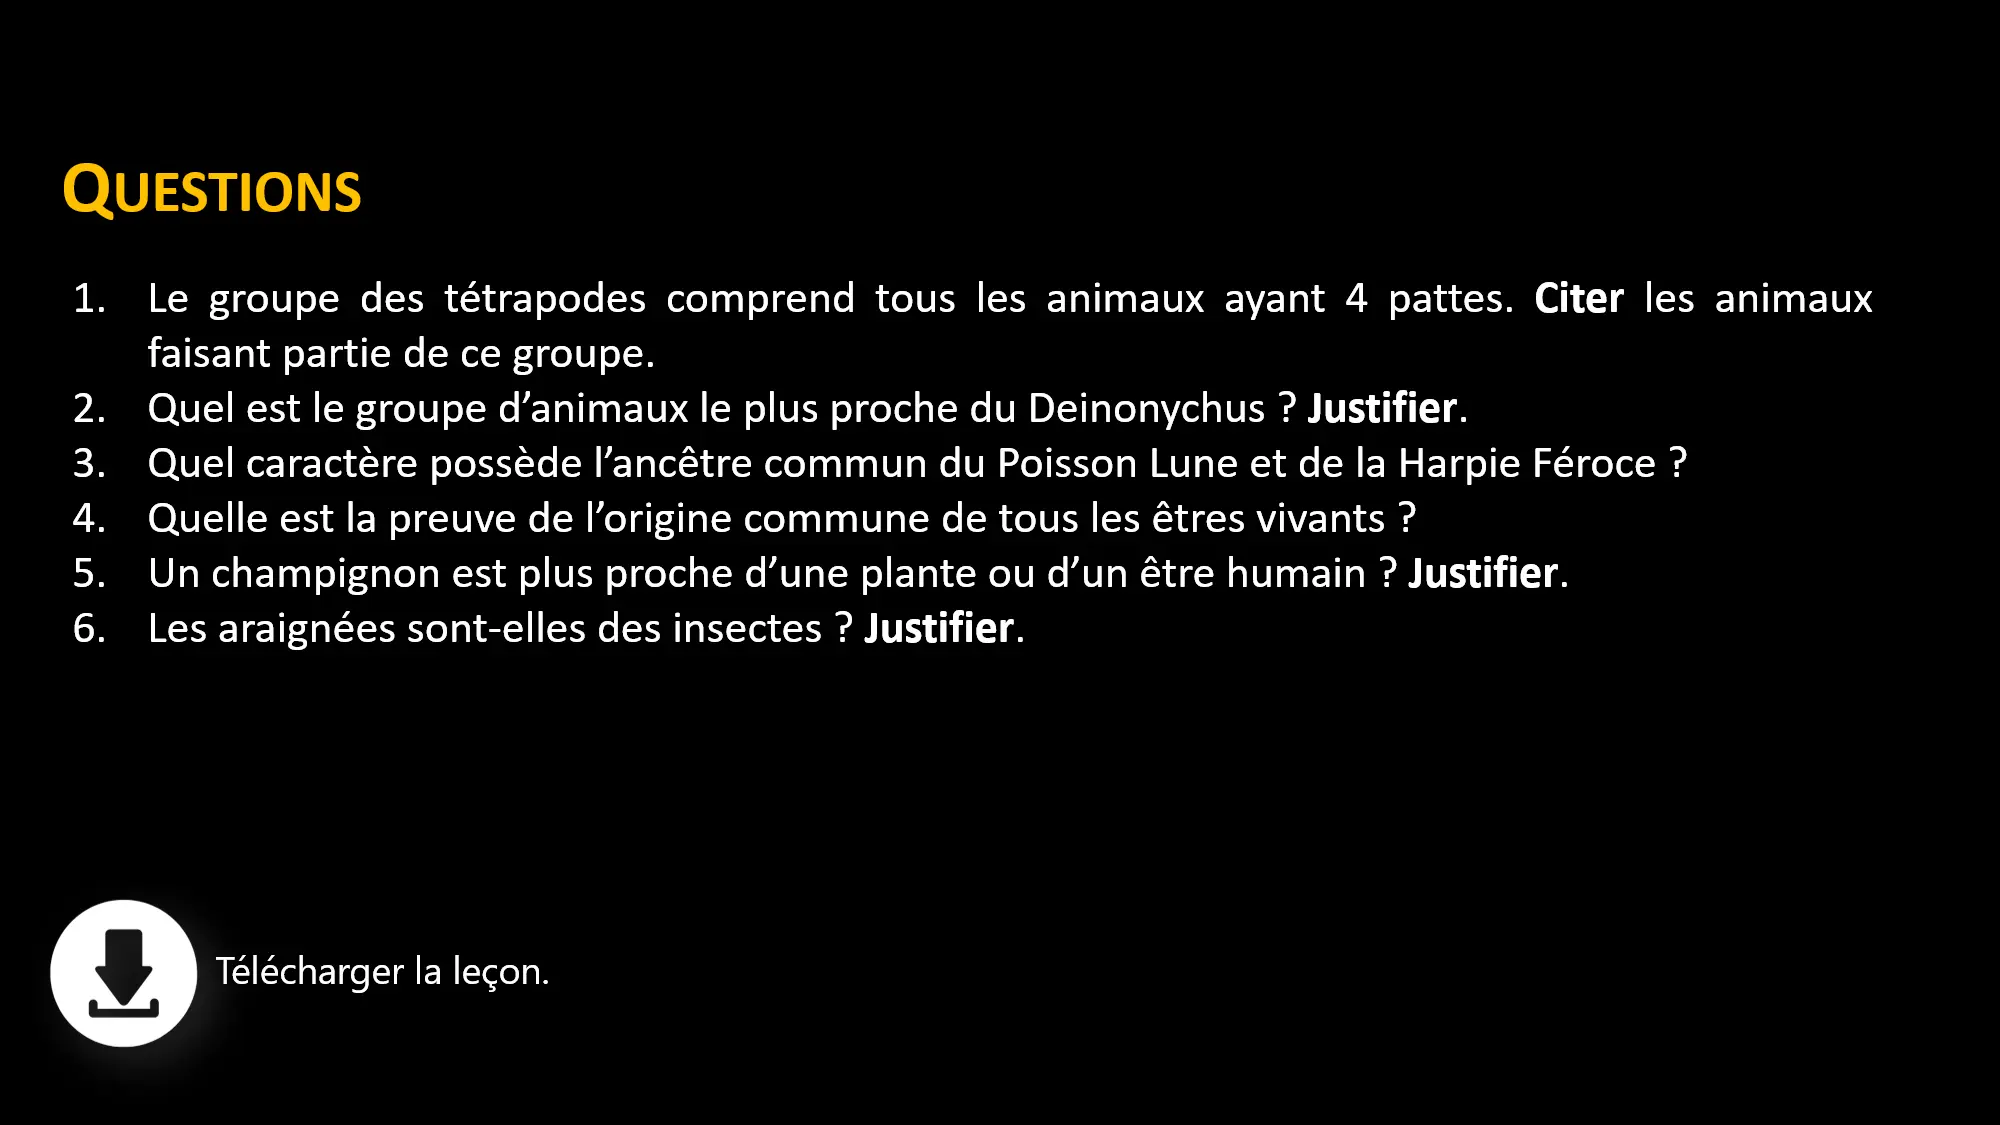 QUESTIONS
1. Le groupe des tétrapodes comprend tous les animaux ayant 4 pattes. Citer les animaux
faisant partie de ce groupe.
2. Quel est le groupe d’animaux le plus proche du Deinonychus ? Justifier.
3. Quel caractère possède l’ancêtre commun du Poisson Lune et de la Harpie Féroce ?
4. Quelle est la preuve de l’origine commune de tous les êtres vivants ?
5. Un champignon est plus proche d’une plante ou d’un être humain ? Justifier.
6. Les araignées sont-elles des insectes ? Justifier.
Télécharger la leçon.